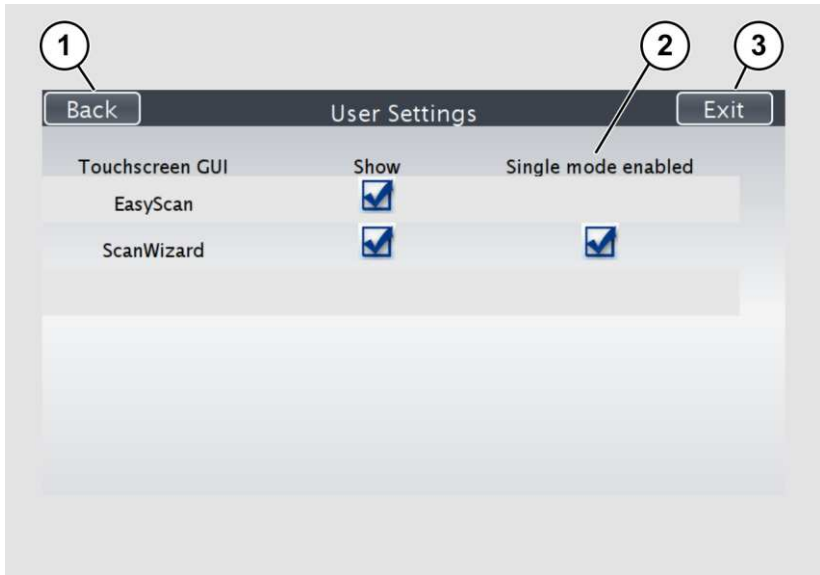 1 2 3
Back User Settings Exit
Touchscreen GUI Show Single mode enabled
EasyScan
ScanWizard